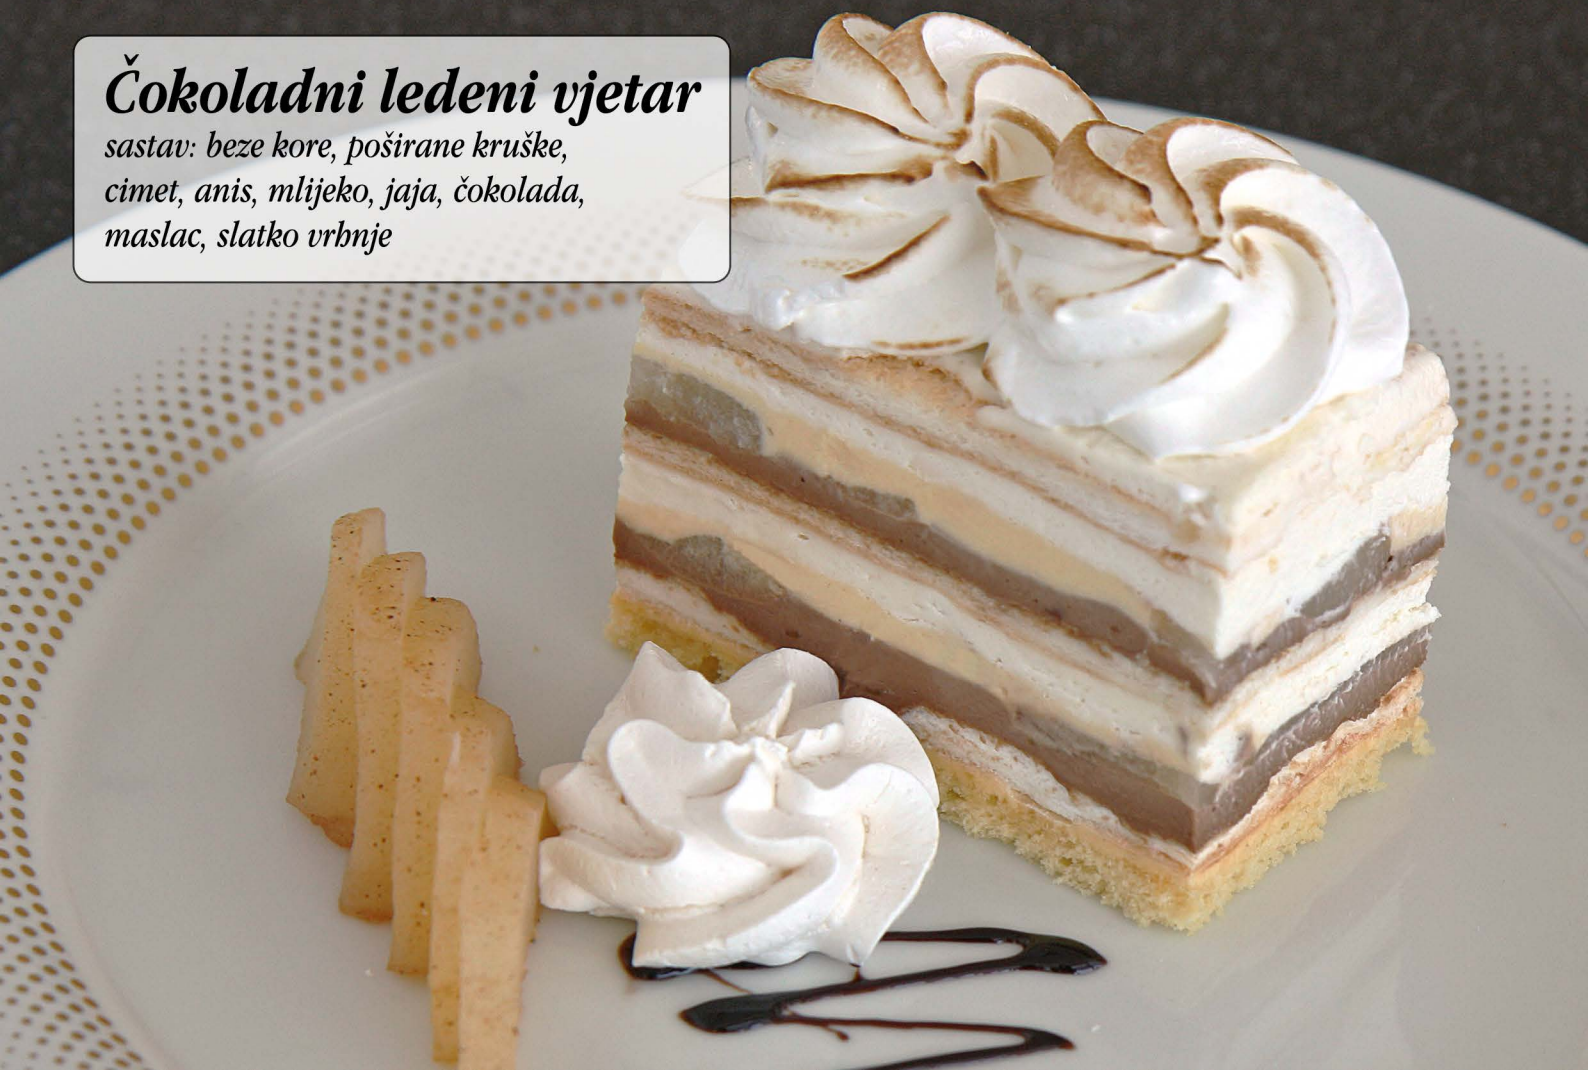 Čokoladni ledeni vjetar
sastav: beze kore, poširane kruške,
cimet, anis, mlijeko, jaja, čokolada,
maslac, slatko vrhnje